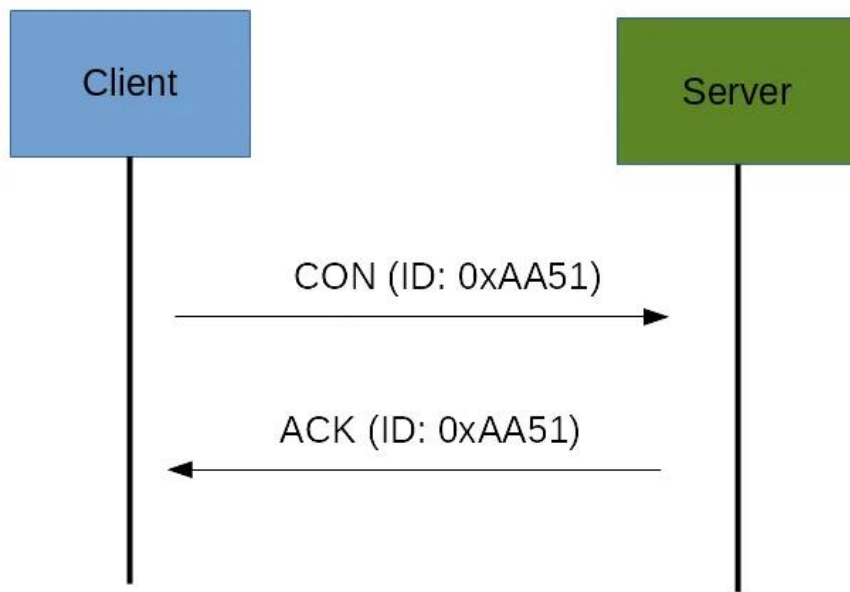 Client
Server
CON (ID: 0xAA51)
ACK (ID: 0xAA51)